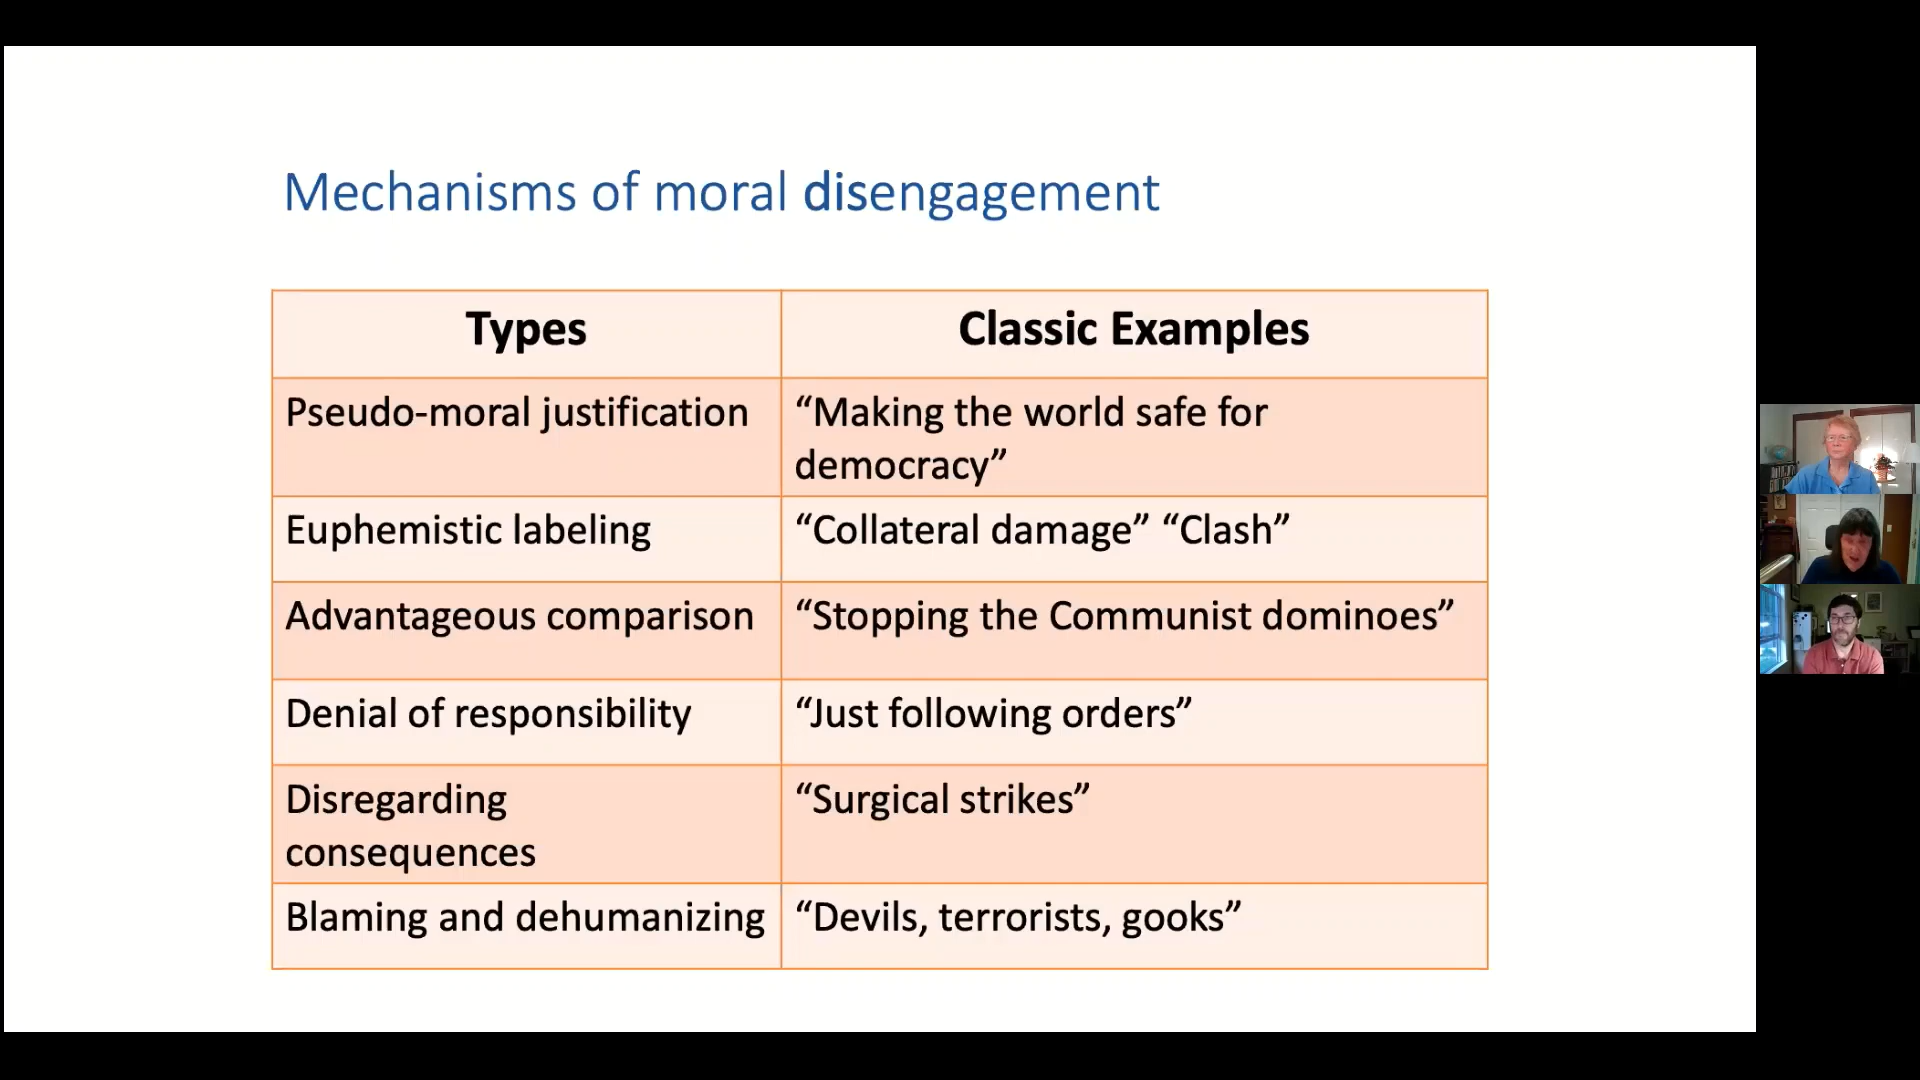 Mechanisms of moral disengagement
Types
Classic Examples
Pseudo-moral justification
“Making the world safe for
democracy”
Euphemistic labeling
“Collateral damage” “Clash”
Advantageous comparison
“Stopping the Communist dominoes”
Denial of responsibility
“Just following orders”
Disregarding
consequences
“Surgical strikes”
Blaming and dehumanizing
“Devils, terrorists, gooks”